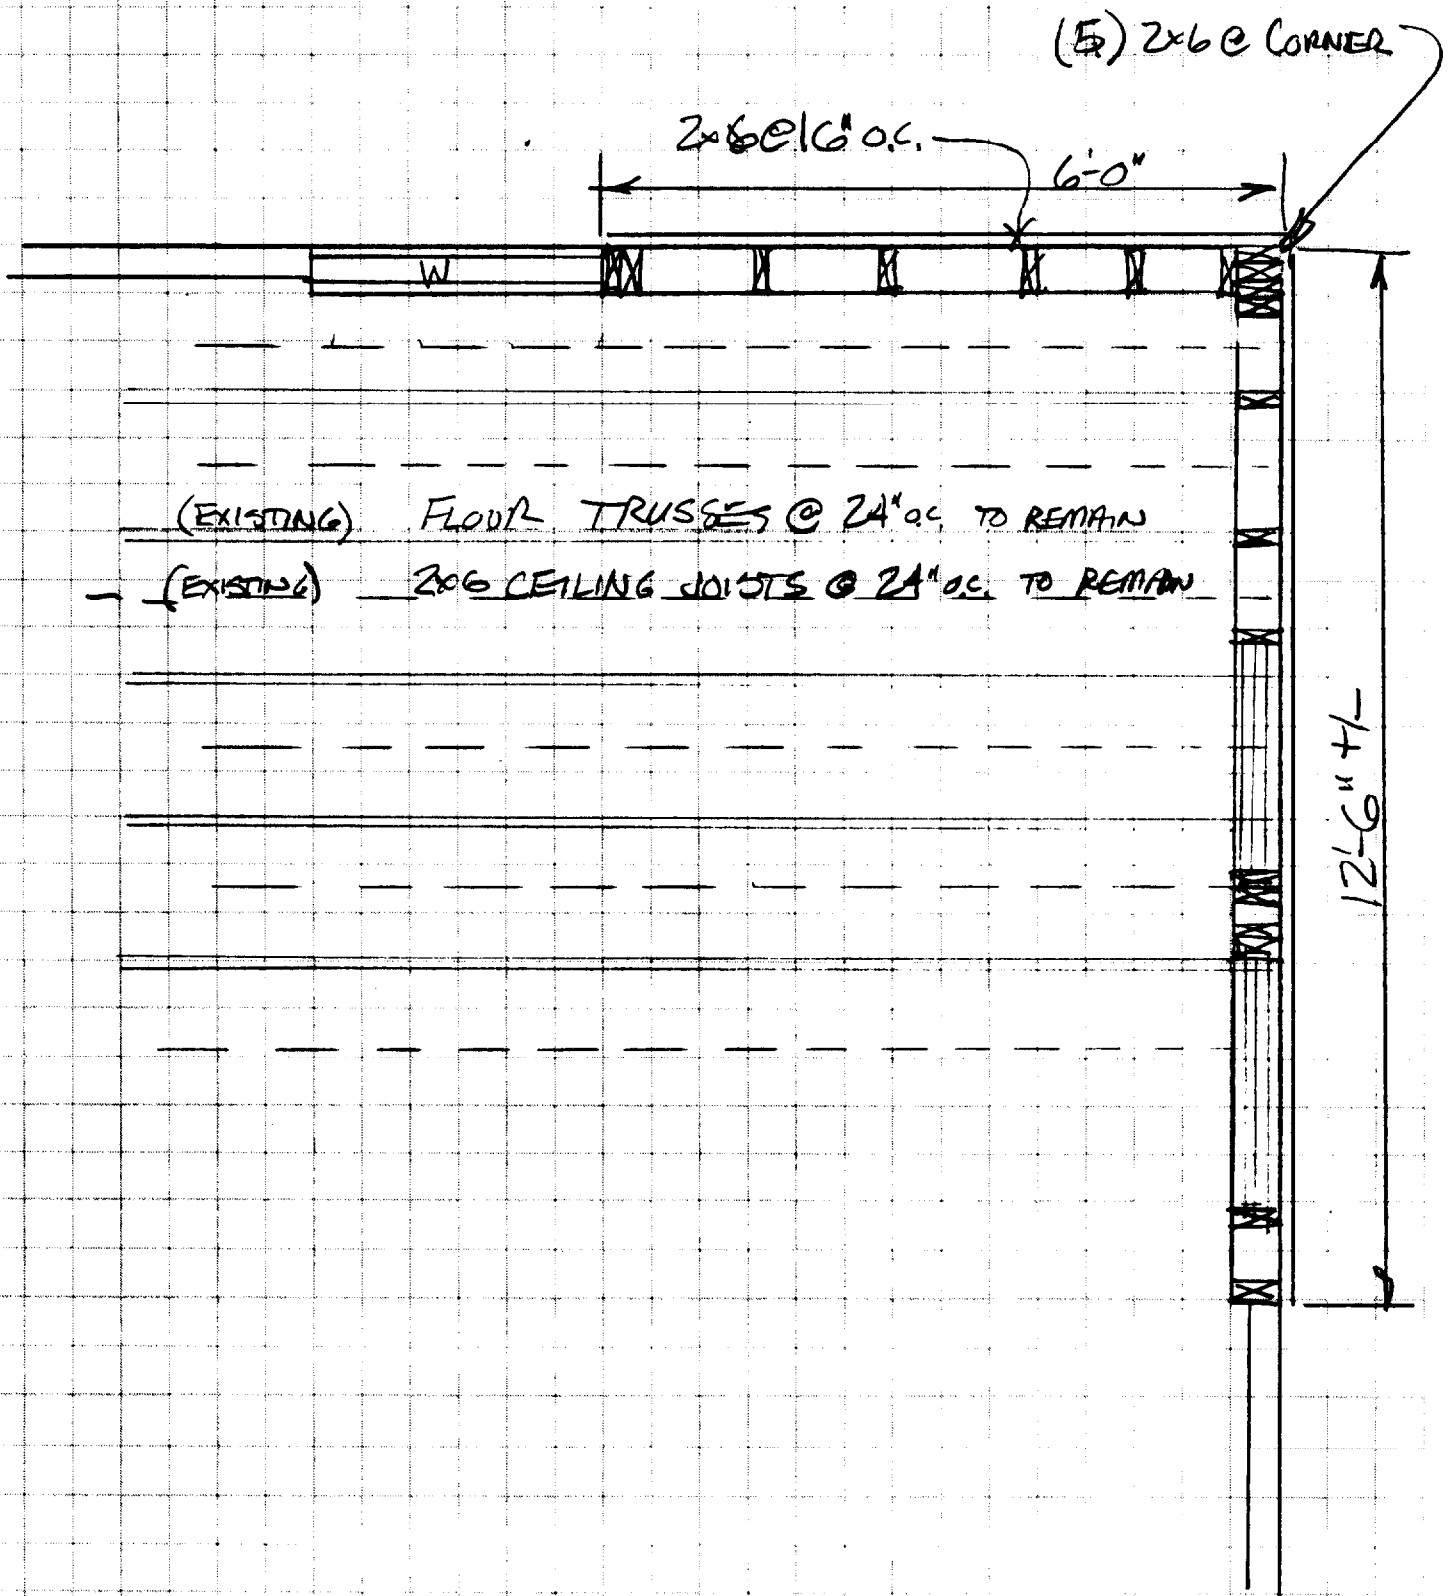 (5) 2x6 @ CORNER
2x6@16" O.C.
6'-0"
W
(EXISTING) FLOOR TRUSSES @ 24" o.c. TO REMAIN
(EXISTING) 2x6 CEILING JOISTS @ 24" o.c. TO REMAIN
12'-6" +/-